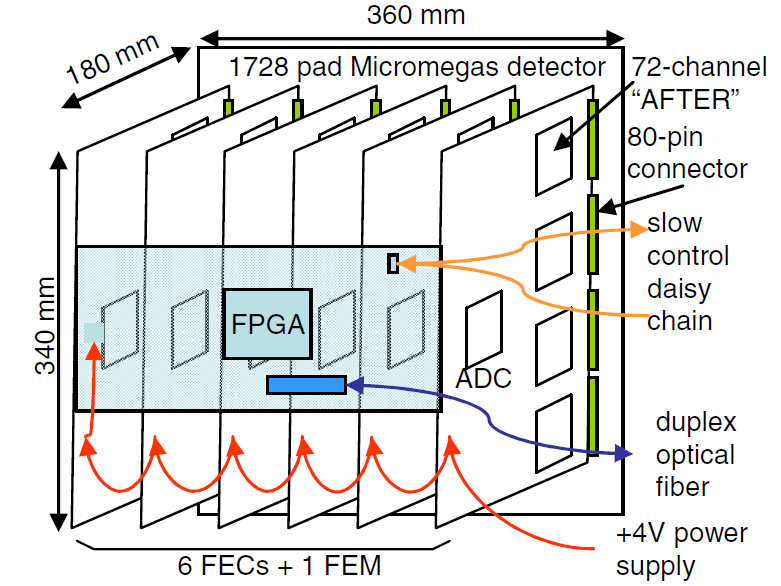 360 mm
180 mm
1728 pad Micromegas detector
72-channel
“AFTER”
80-pin
connector
slow
control
daisy
chain
340 mm
FPGA
ADC
duplex
optical
fiber
+4V power
supply
6 FECs + 1 FEM